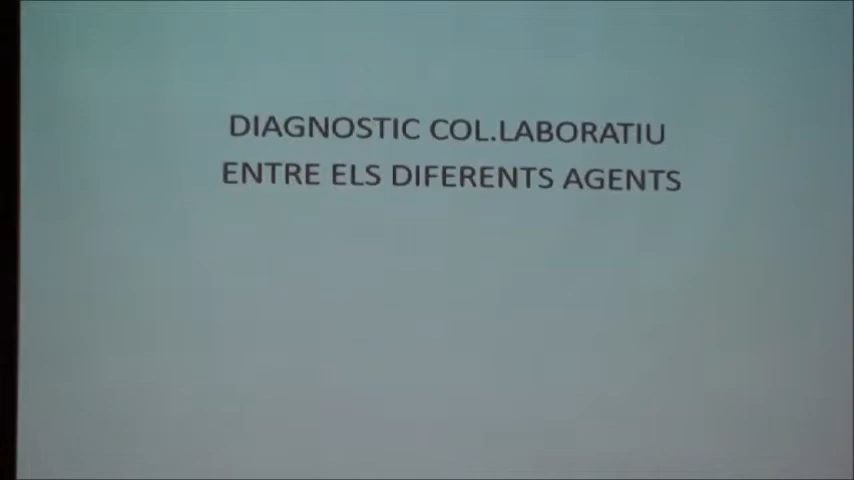 DIAGNOSTIC COL.LABORATIU
ENTRE ELS DIFERENTS AGENTS